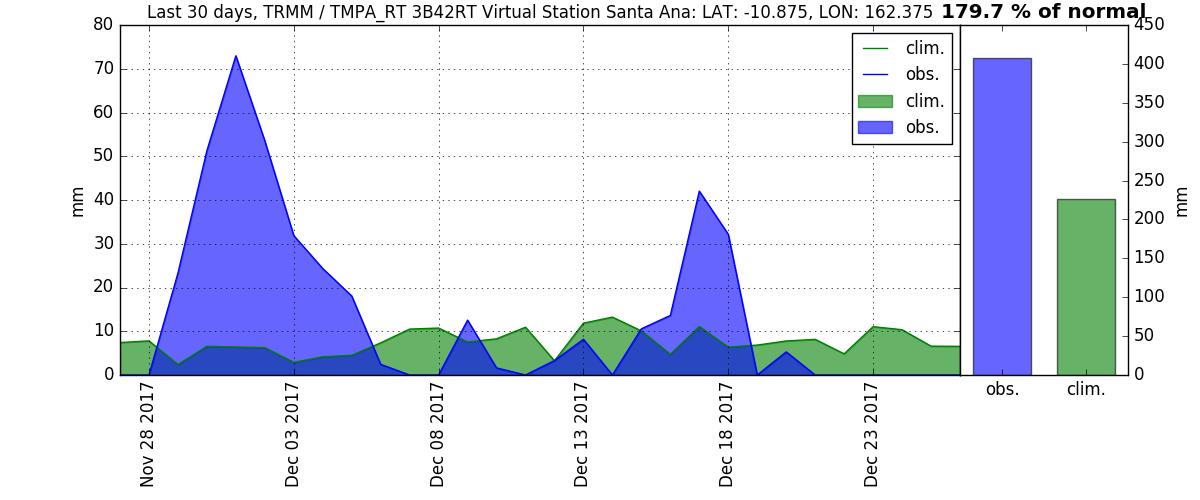 Last 30 days, TRMM / TMPA_RT 3B42RT Virtual Station Santa Ana: LAT: -10.875, LON: 162.375 179.7 % of normal
80
70
60
50
40
30
20
10
0
mm
clim.
obs.
clim.
obs.
Nov 28 2017
Dec 03 2017
Dec 08 2017
Dec 13 2017
Dec 18 2017
Dec 23 2017
450
400
350
300
250
200
150
100
50
0
mm
obs.
clim.